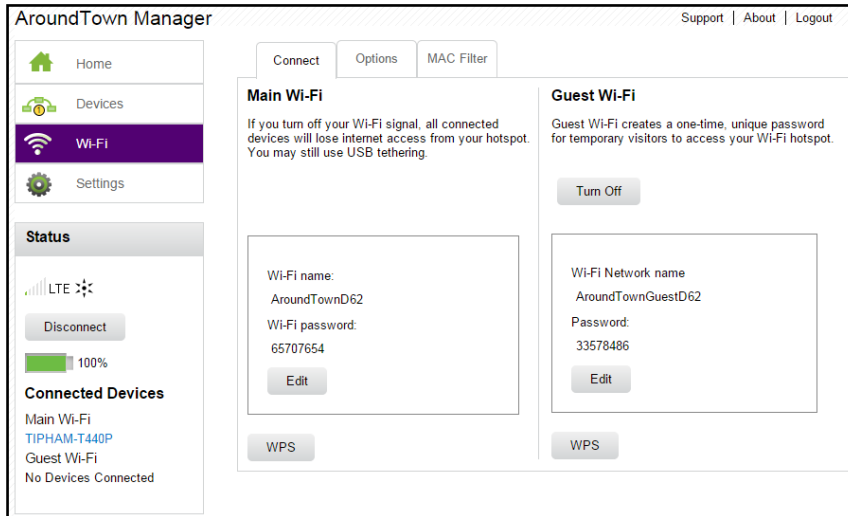 AroundTown Manager
Support | About | Logout
Home
Devices
Wi-Fi
Settings
Status
LTE
Disconnect
100%
Connected Devices
Main Wi-Fi
TIPHAM-T440P
Guest Wi-Fi
No Devices Connected
Connect
Options
MAC Filter
Main Wi-Fi
If you turn off your Wi-Fi signal, all connected
devices will lose internet access from your hotspot.
You may still use USB tethering.
Wi-Fi name:
AroundTownD62
Wi-Fi password:
65707654
Edit
WPS
Guest Wi-Fi
Guest Wi-Fi creates a one-time, unique password
for temporary visitors to access your Wi-Fi hotspot.
Turn Off
Wi-Fi Network name
AroundTownGuestD62
Password:
33578486
Edit
WPS